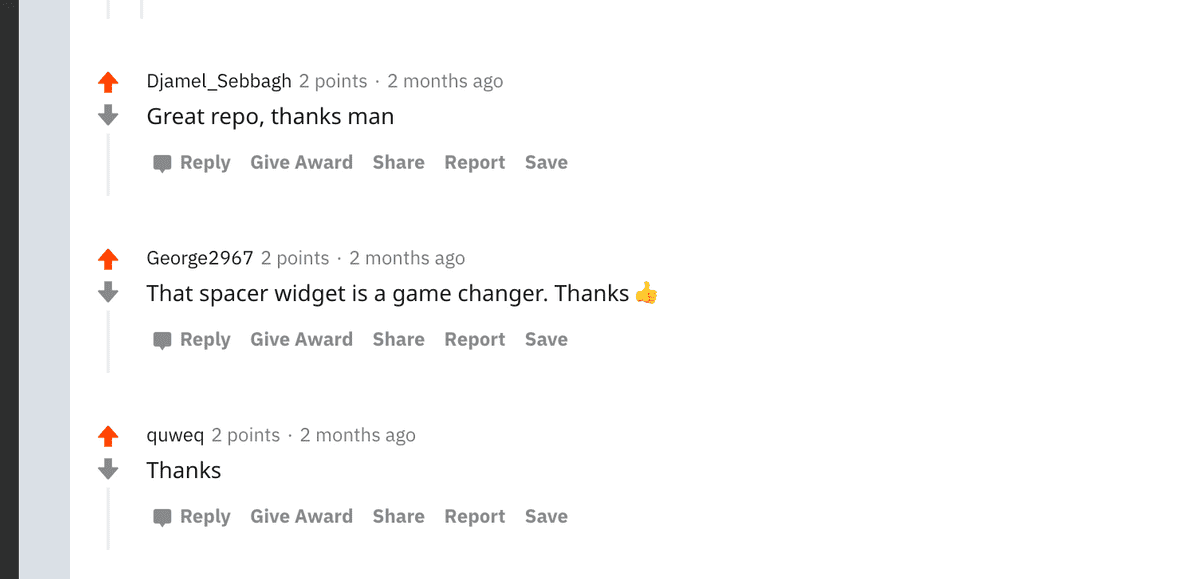 Djamel_Sebbagh 2 points · 2 months ago
Great repo, thanks man
Reply Give Award Share Report Save
George2967 2 points · 2 months ago
That spacer widget is a game changer. Thanks 👍
Reply Give Award Share Report Save
quweq 2 points · 2 months ago
Thanks
Reply Give Award Share Report Save